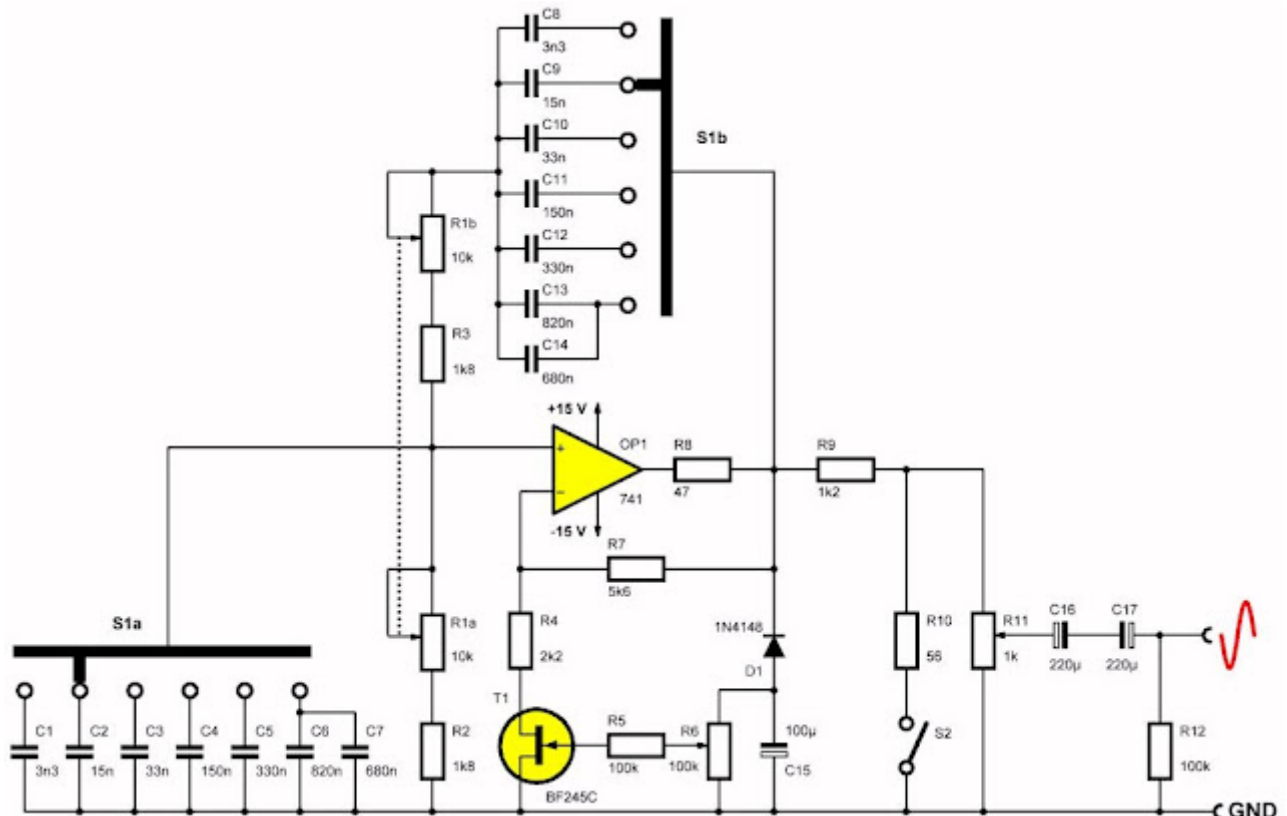 C8
3n3
C9
15n
C10
33n
S1b
C11
150n
R1b
10k
C12
330n
C13
820n
R3
1k8
C14
680n
+15 V
OP1
R8
R9
+
741
47
1k2
−
-15 V
R7
5k6
S1a
R1a
10k
R4
2k2
1N4148
D1
R10
56
R11
1k
C16
C17
220µ
220µ
T1
R5
100k
R6
100k
100µ
C15
S2
C1
3n3
C2
15n
C3
33n
C4
150n
C5
330n
C6
820n
C7
680n
R2
1k8
BF245C
R12
100k
GND